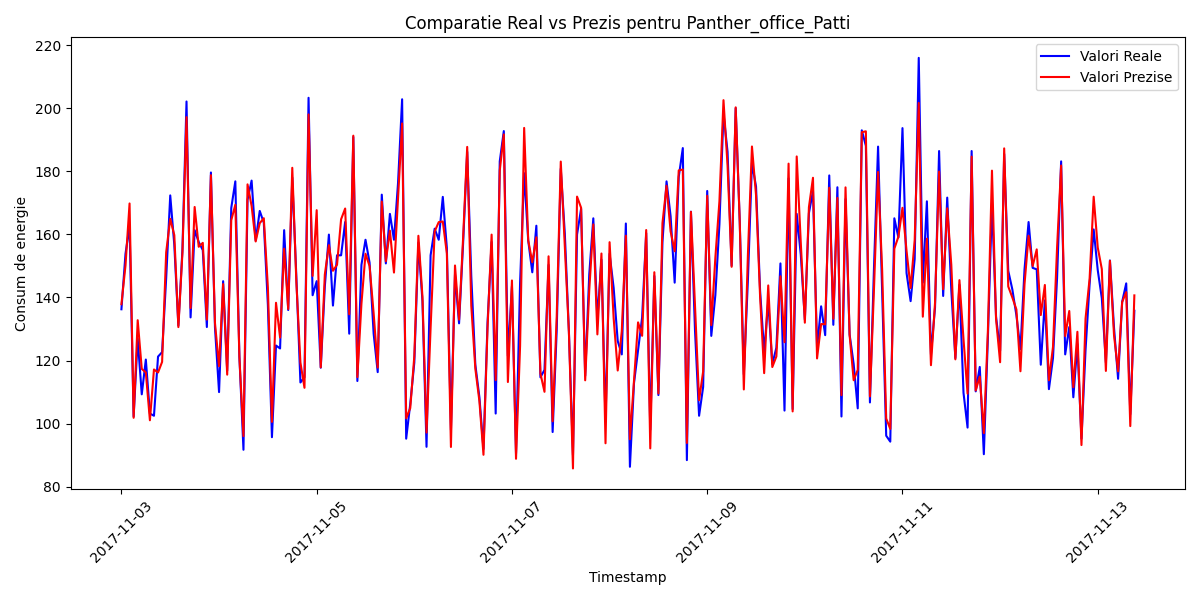 Comparatie Real vs Prezis pentru Panther_office_Patti
Valori Reale
Valori Prezise
Consum de energie
220
200
180
160
140
120
100
80
2017-11-03
2017-11-05
2017-11-07
2017-11-09
2017-11-11
2017-11-13
Timestamp